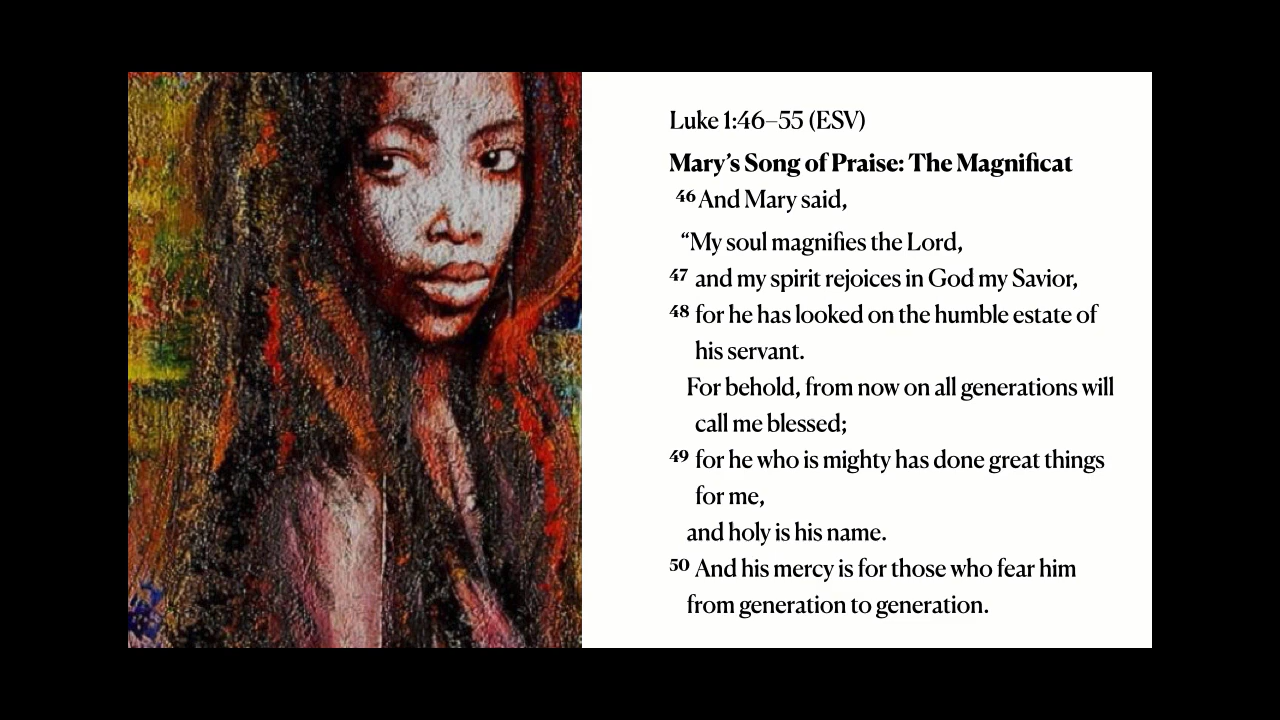 Luke 1:46–55 (ESV)
Mary’s Song of Praise: The Magnificat
46 And Mary said,
“My soul magnifies the Lord,
47 and my spirit rejoices in God my Savior,
48 for he has looked on the humble estate of
his servant.
For behold, from now on all generations will
call me blessed;
49 for he who is mighty has done great things
for me,
and holy is his name.
50 And his mercy is for those who fear him
from generation to generation.